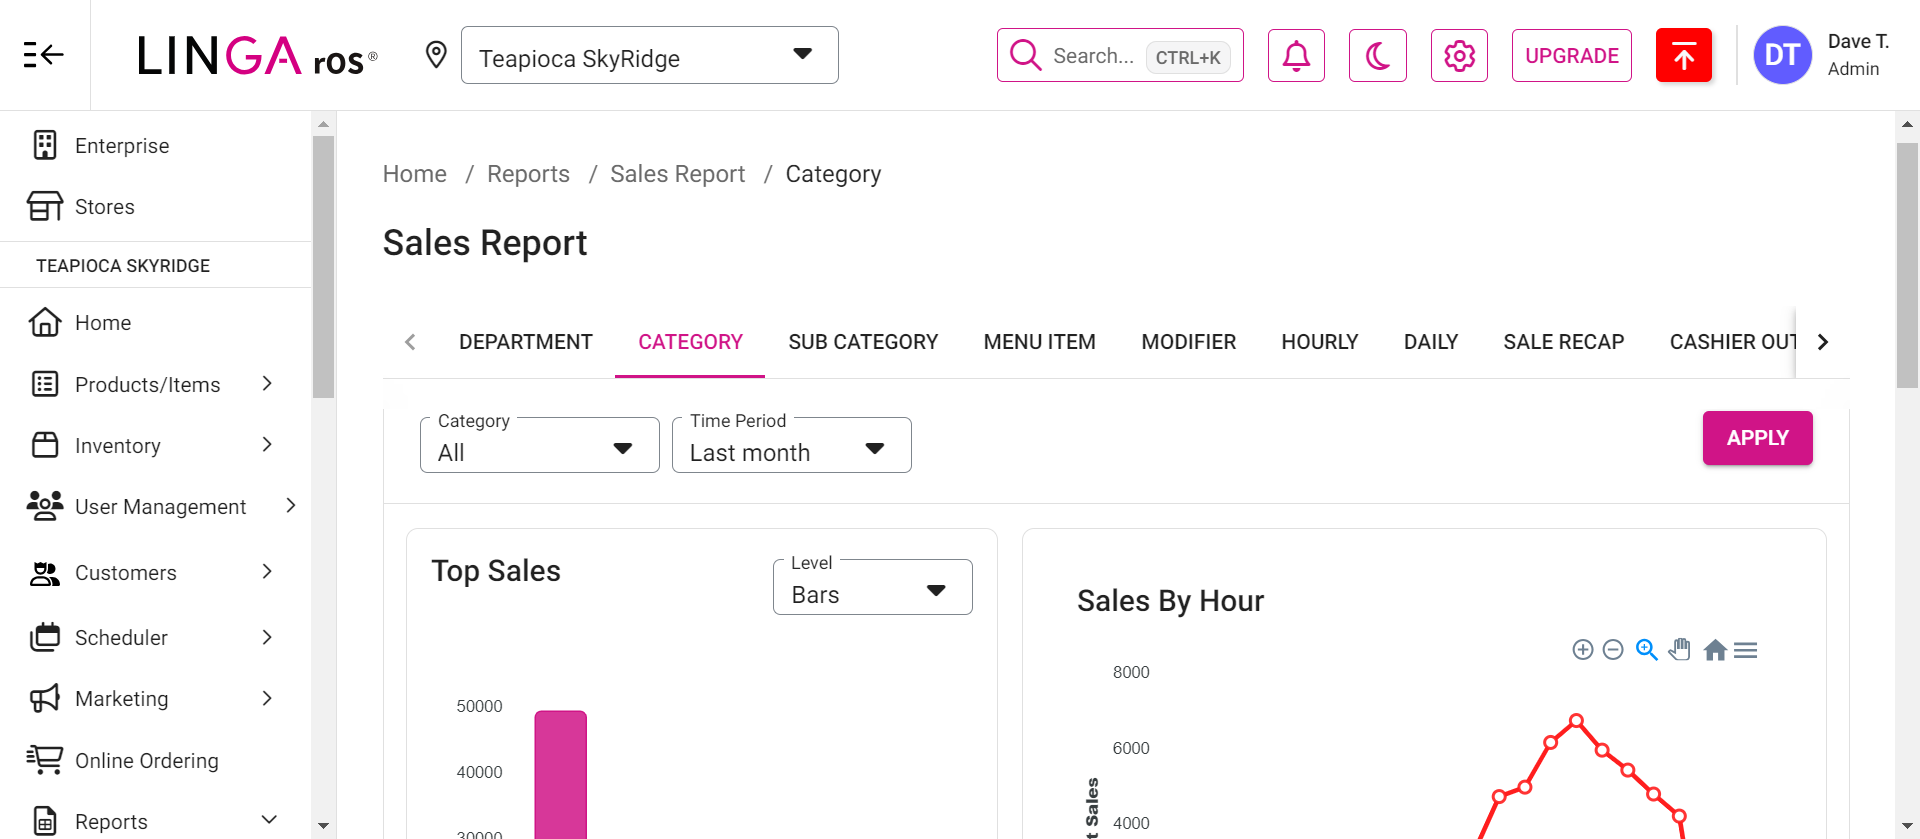 LINGA ros®
Teapioca SkyRidge
Search... CTRL+K
UPGRADE
DT
Dave T.
Admin
Enterprise
Stores
TEAPIOCA SKYRIDGE
Home
Products/Items
Inventory
User Management
Customers
Scheduler
Marketing
Online Ordering
Reports
Home / Reports / Sales Report / Category
Sales Report
DEPARTMENT CATEGORY SUB CATEGORY MENU ITEM MODIFIER HOURLY DAILY SALE RECAP CASHIER OUT
Category
All
Time Period
Last month
APPLY
Top Sales
Level
Bars
50000
40000
30000
Sales By Hour
8000
6000
4000
t Sales